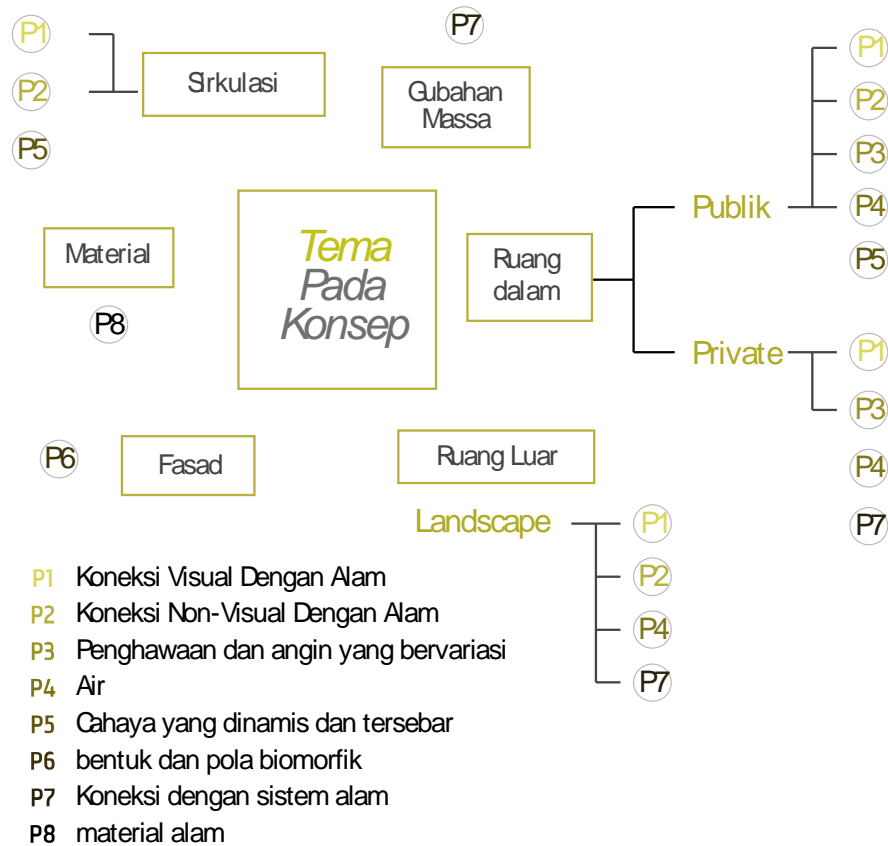 P1
P2
P5
Sirkulasi
P7
Gubahan
Massa
Material
P8
Tema
Pada
Konsep
Ruang
dalam
Publik
P1
P2
P3
P4
P5
Private
P1
P3
P4
P7
P6
Fasad
Ruang Luar
Landscape
P1
P2
P4
P7
P1 Koneksi Visual Dengan Alam
P2 Koneksi Non-Visual Dengan Alam
P3 Penghawaan dan angin yang bervariasi
P4 Air
P5 Cahaya yang dinamis dan tersebar
P6 bentuk dan pola biomorfik
P7 Koneksi dengan sistem alam
P8 material alam